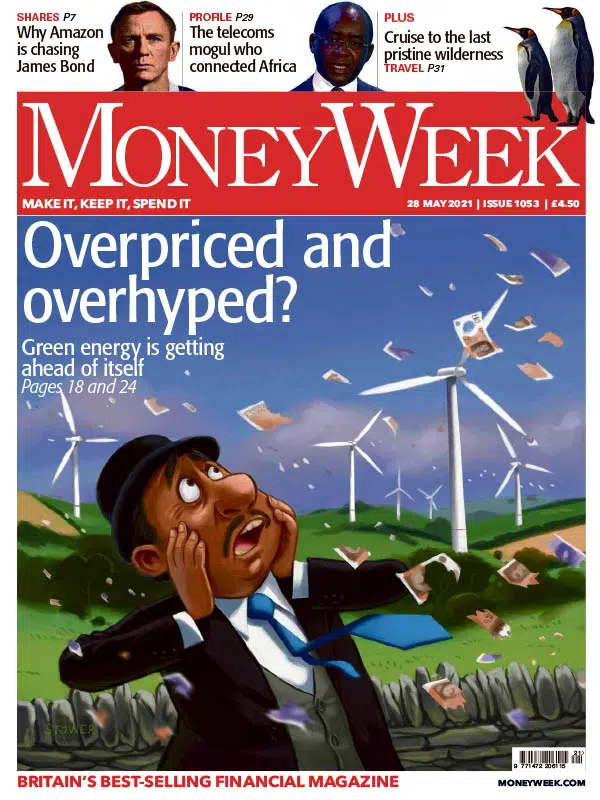 SHARES P7
Why Amazon
is chasing
James Bond
PROFILE P29
The telecoms
mogul who
connected Africa
PLUS
Cruise to the last
pristine wilderness
TRAVEL P31
MONEYWEEK
MAKE IT, KEEP IT, SPEND IT
28 MAY 2021 | ISSUE 1053 | £4.50
Overpriced and
overhyped?
Green energy is getting
ahead of itself
Pages 18 and 24
STOWER
21
9 771472 206115
BRITAIN'S BEST-SELLING FINANCIAL MAGAZINE
MONEYWEEK.COM